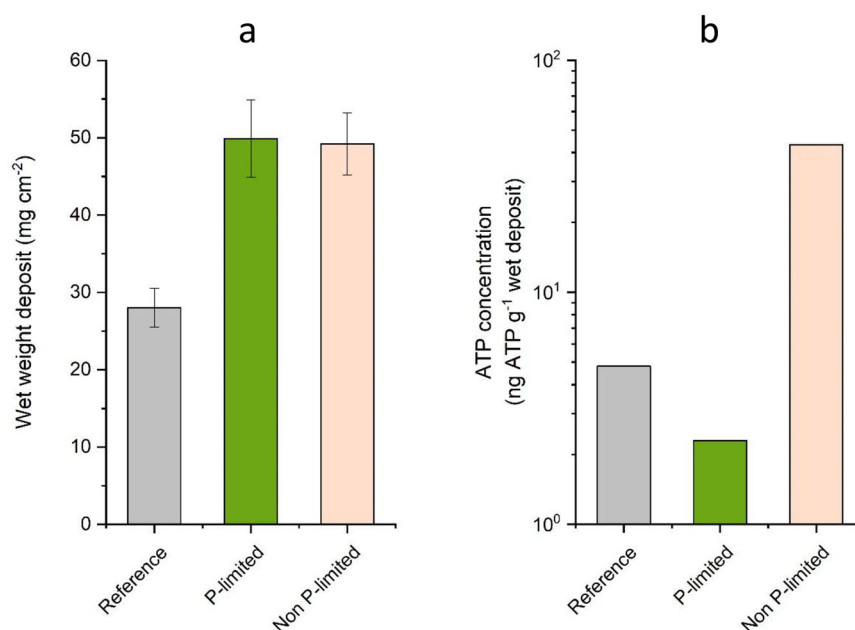 a
60
50
40
30
20
10
0
Wet weight deposit (mg cm⁻²)
Reference
P-limited
Non P-limited
b
10²
10¹
10⁰
ATP concentration
(ng ATP g⁻¹ wet deposit)
Reference
P-limited
Non P-limited